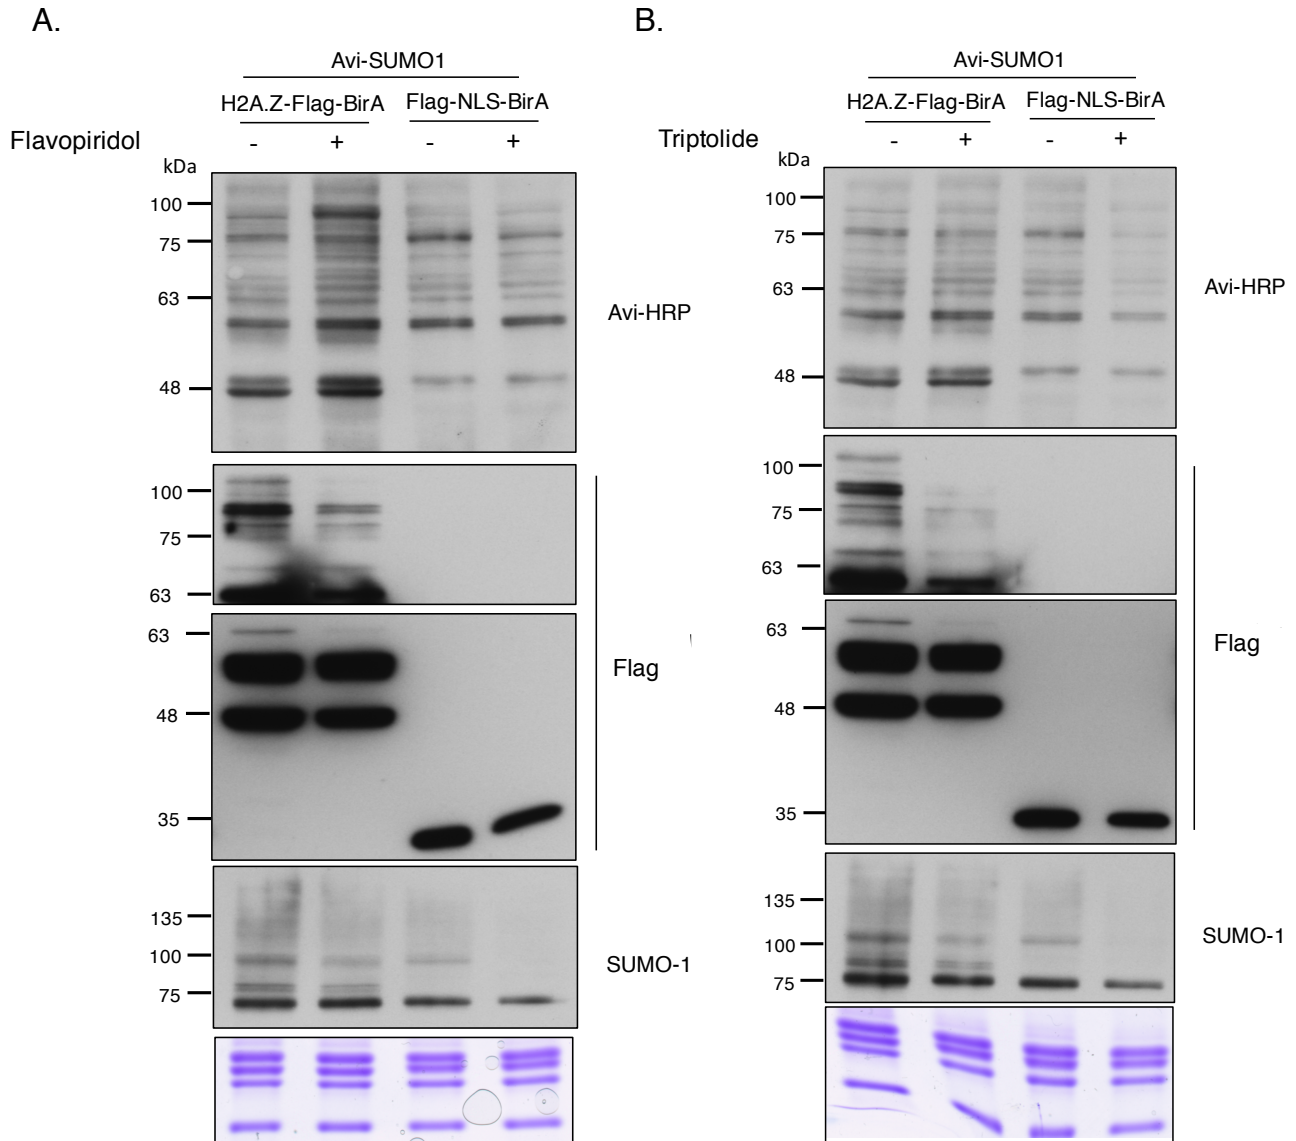 A.
Avi-SUMO1
H2A.Z-Flag-BirA Flag-NLS-BirA
Flavopiridol - + - +
kDa
100
75
63
48
Avi-HRP
100
75
63
63
48
35
Flag
135
100
75
SUMO-1
B.
Avi-SUMO1
H2A.Z-Flag-BirA Flag-NLS-BirA
Triptolide - + - +
kDa
100
75
63
48
Avi-HRP
100
75
63
63
48
35
Flag
135
100
75
SUMO-1